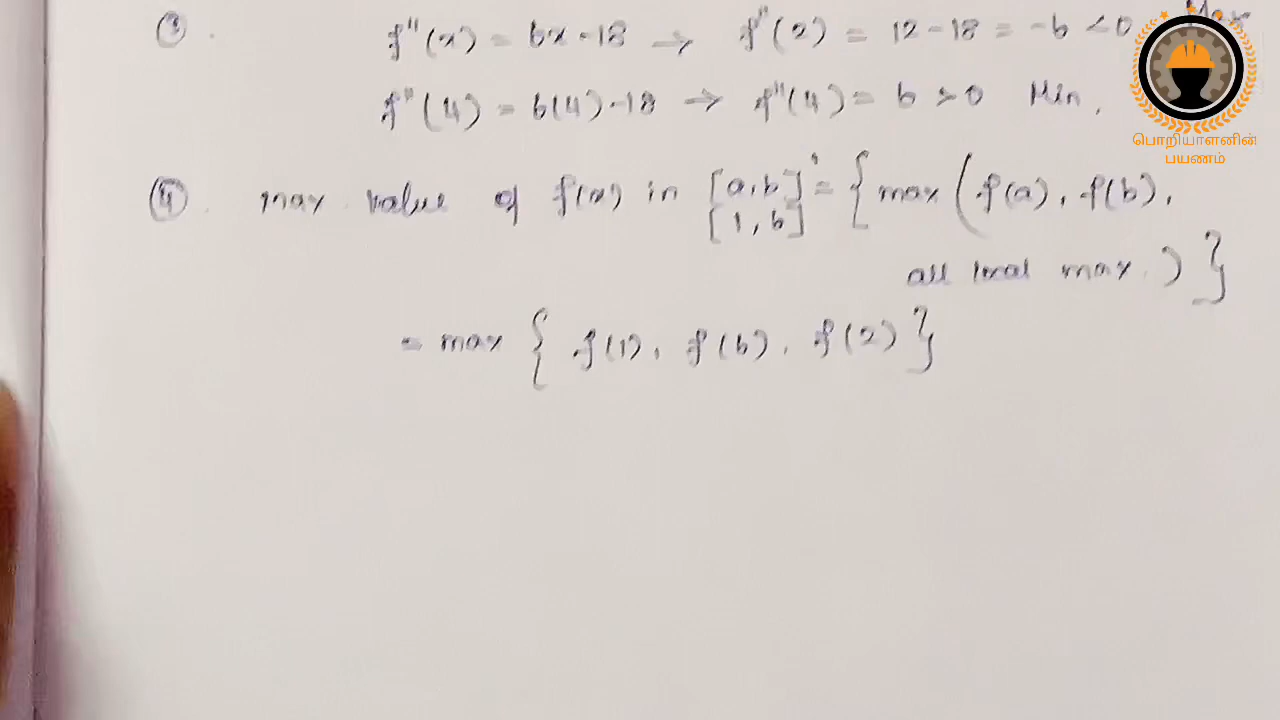 ③. f"(x) = 6x - 18 → f"(2) = 12 - 18 = -6 < 0 Max
f"(4) = 6(4) - 18 → f"(4) = 6 > 0 Min.
④. max value of f(x) in [a, b] = { max ( f(a), f(b),
[1, 6]
all local max. ) }
= max { f(1), f(6), f(2) }
பொறியாளனின்
பயணம்